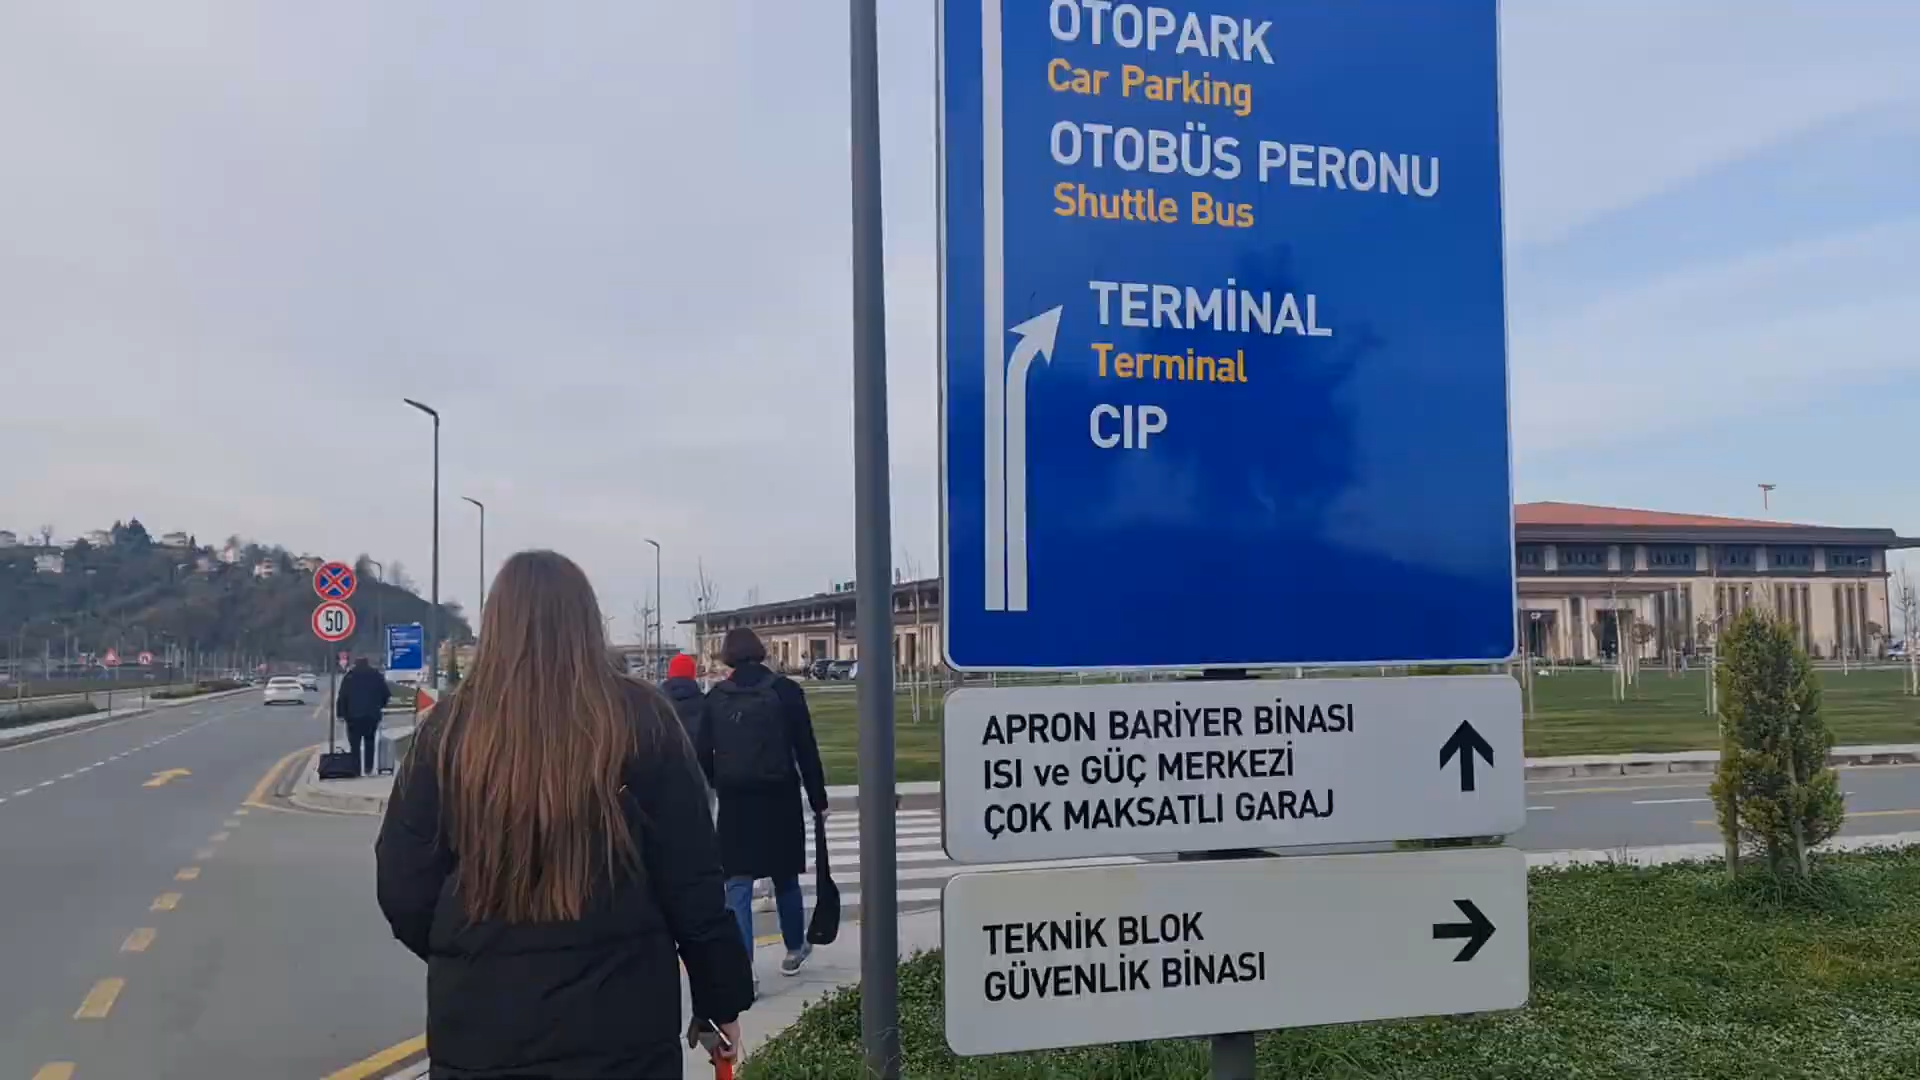 OTOPARK
Car Parking
OTOBÜS PERONU
Shuttle Bus
TERMİNAL
Terminal
CIP
APRON BARİYER BİNASI
ISI ve GÜÇ MERKEZİ
ÇOK MAKSATLI GARAJ
TEKNİK BLOK
GÜVENLİK BİNASI
50